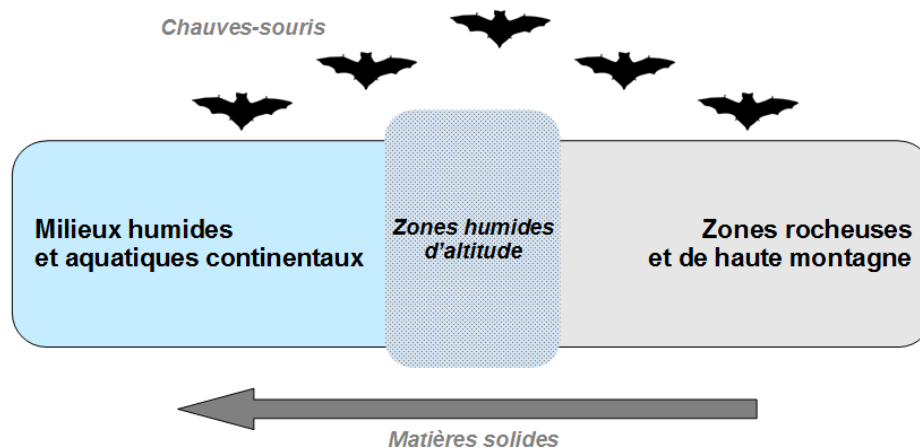 Chauves-souris
Milieux humides
et aquatiques continentaux
Zones humides
d'altitude
Zones rocheuses
et de haute montagne
Matières solides